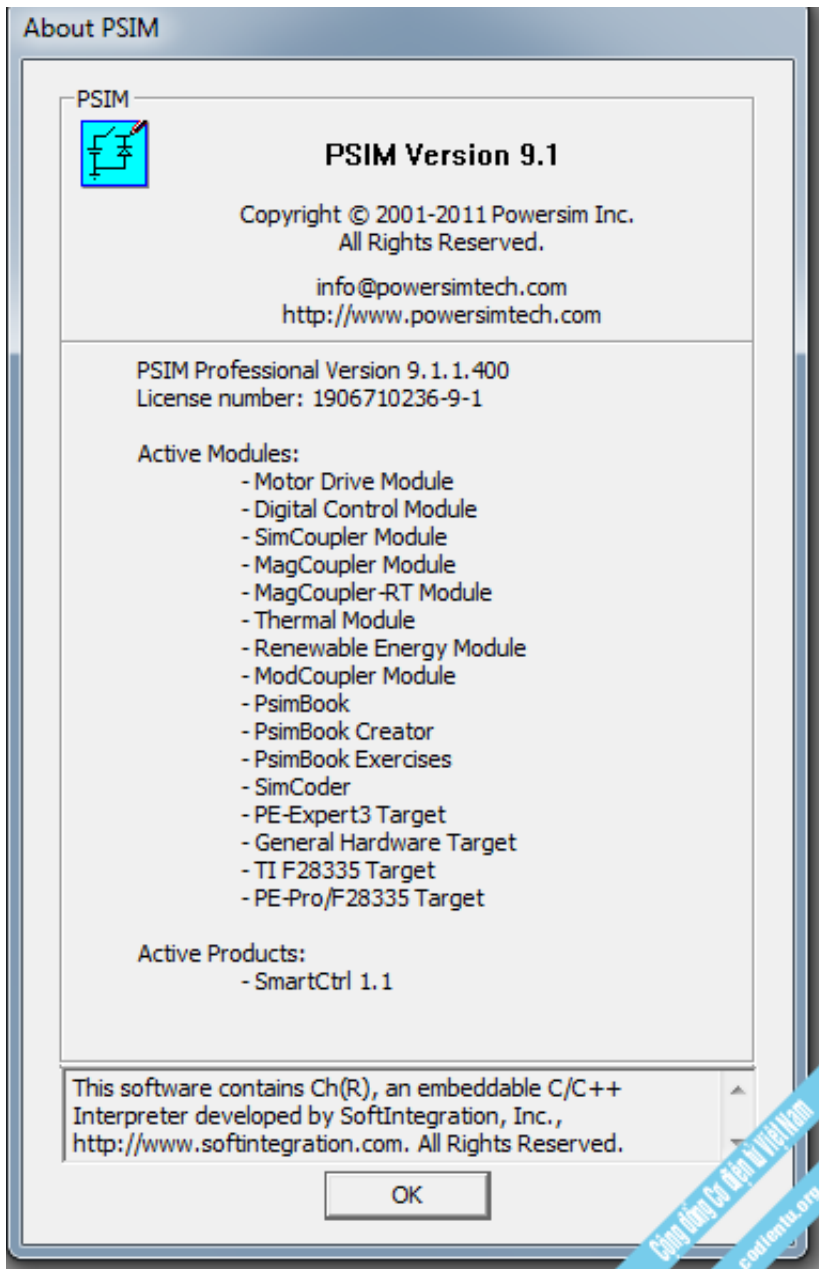 About PSIM
PSIM
PSIM Version 9.1
Copyright © 2001-2011 Powersim Inc.
All Rights Reserved.
info@powersimtech.com
http://www.powersimtech.com
PSIM Professional Version 9.1.1.400
License number: 1906710236-9-1
Active Modules:
- Motor Drive Module
- Digital Control Module
- SimCoupler Module
- MagCoupler Module
- MagCoupler-RT Module
- Thermal Module
- Renewable Energy Module
- ModCoupler Module
- PsimBook
- PsimBook Creator
- PsimBook Exercises
- SimCoder
- PE-Expert3 Target
- General Hardware Target
- TI F28335 Target
- PE-Pro/F28335 Target
Active Products:
- SmartCtrl 1.1
This software contains Ch(R), an embeddable C/C++
Interpreter developed by SoftIntegration, Inc.,
http://www.softintegration.com. All Rights Reserved.
OK
Cộng đồng Cơ điện tử Việt Nam
codientu.org